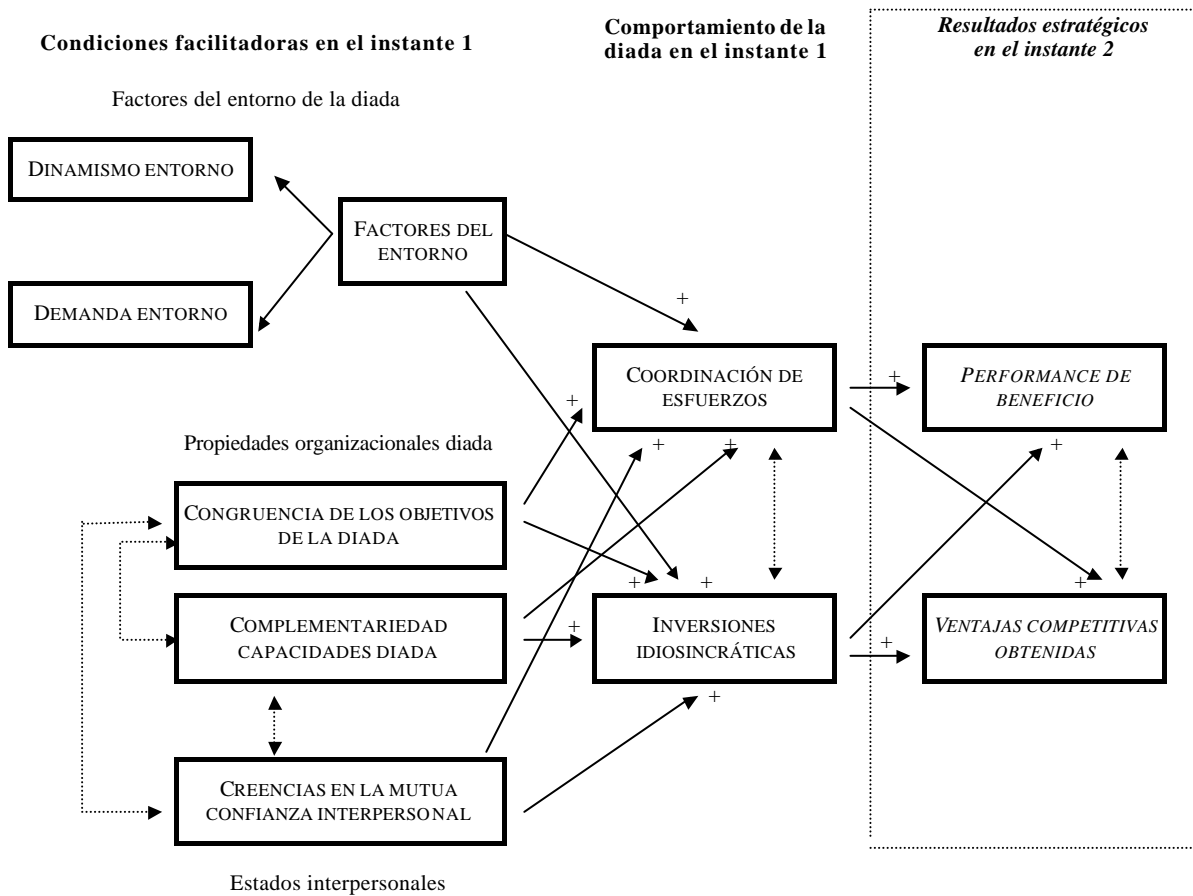 Condiciones facilitadoras en el instante 1
Comportamiento de la
diada en el instante 1
Resultados estratégicos
en el instante 2
Factores del entorno de la diada
DINAMISMO ENTORNO
FACTORES DEL
ENTORNO
DEMANDA ENTORNO
+
COORDINACIÓN DE
ESFUERZOS
+
PERFORMANCE DE
BENEFICIO
+
Propiedades organizacionales diada
+
+
+
CONGRUENCIA DE LOS OBJETIVOS
DE LA DIADA
+
+
+
COMPLEMENTARIEDAD
CAPACIDADES DIADA
+
INVERSIONES
IDIOSINCRÁTICAS
+
VENTAJAS COMPETITIVAS
OBTENIDAS
+
CREENCIAS EN LA MUTUA
CONFIANZA INTERPERSONAL
Estados interpersonales